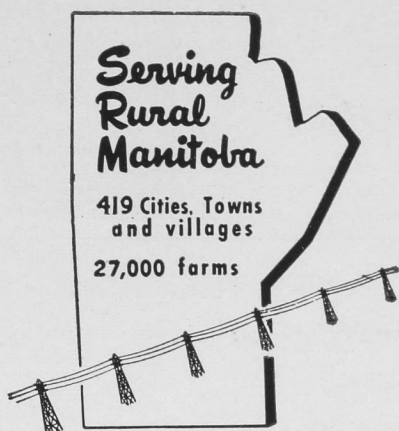 Serving
Rural
Manitoba
419 Cities, Towns
and villages
27,000 farms